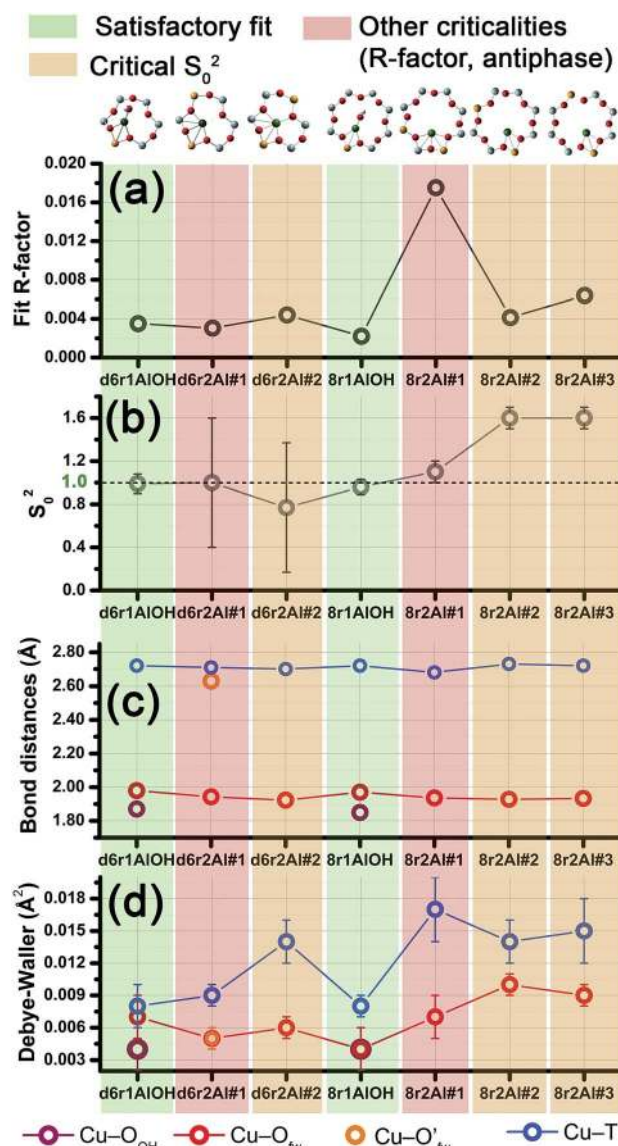 Satisfactory fit
Critical S₀²
Other criticalities
(R-factor, antiphase)
(a)
Fit R-factor
0.020
0.016
0.012
0.008
0.004
0.000
d6r1AlOH d6r2Al#1 d6r2Al#2 8r1AlOH 8r2Al#1 8r2Al#2 8r2Al#3
(b)
S₀²
1.6
1.2
1.0
0.8
0.4
0.0
d6r1AlOH d6r2Al#1 d6r2Al#2 8r1AlOH 8r2Al#1 8r2Al#2 8r2Al#3
(c)
Bond distances (Å)
2.80
2.60
2.40
2.20
2.00
1.80
d6r1AlOH d6r2Al#1 d6r2Al#2 8r1AlOH 8r2Al#1 8r2Al#2 8r2Al#3
(d)
Debye-Waller (Å²)
0.018
0.015
0.012
0.009
0.006
0.003
d6r1AlOH d6r2Al#1 d6r2Al#2 8r1AlOH 8r2Al#1 8r2Al#2 8r2Al#3
Cu–O_OH Cu–O_fw Cu–O'_fw Cu–T